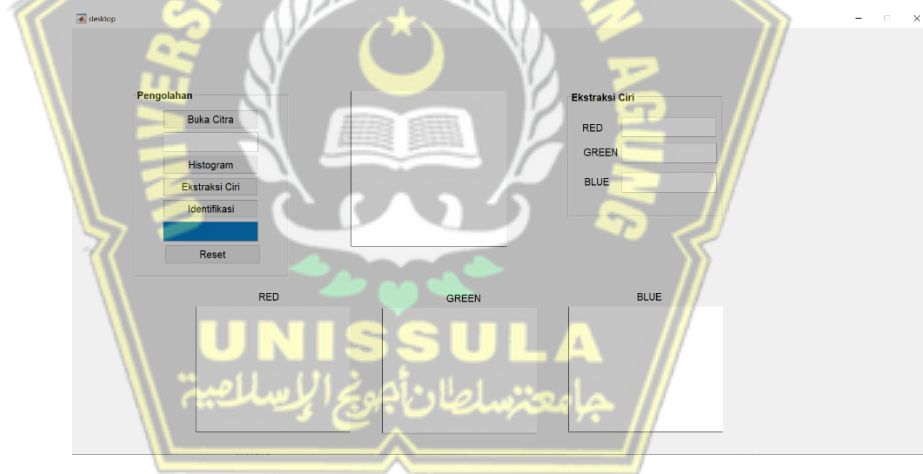 desktop
Pengolahan
Buka Citra
Histogram
Ekstraksi Ciri
Identifikasi
Reset
Ekstraksi Ciri
RED
GREEN
BLUE
RED
GREEN
BLUE
UNISSULA
جامعتسلطان أجونج الإسلامية